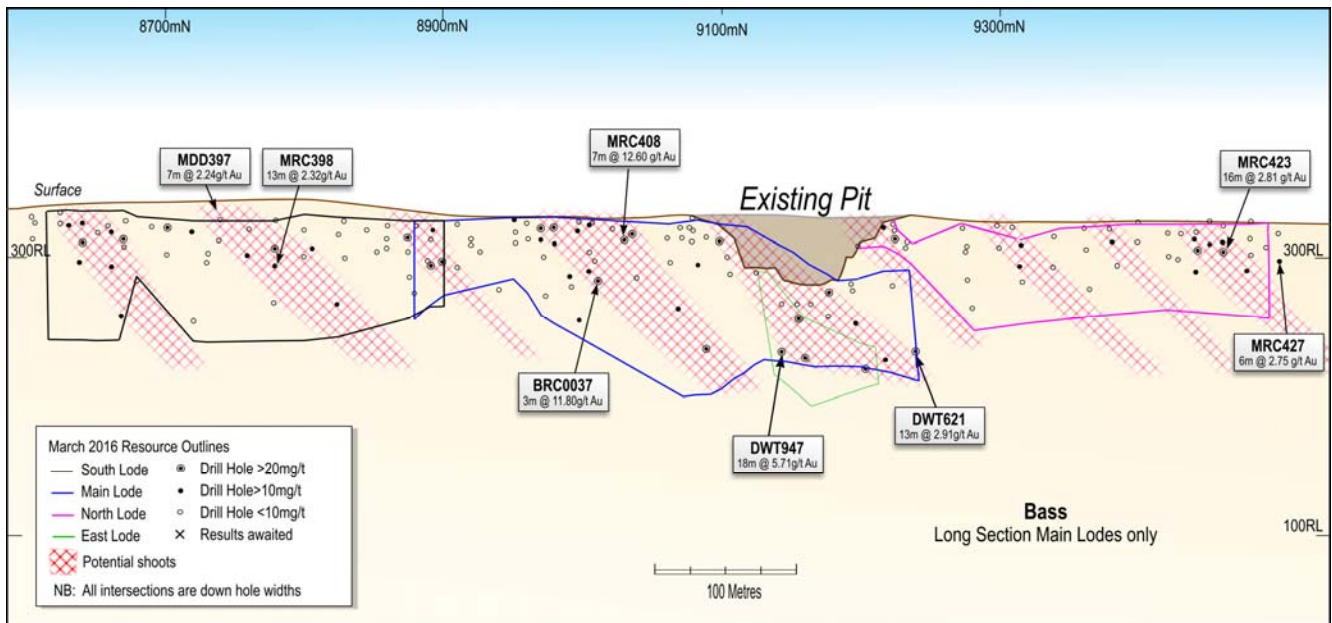 8700mN
8900mN
9100mN
9300mN
MRC408
7m @ 12.60 g/t Au
MDD397
7m @ 2.24g/t Au
MRC398
13m @ 2.32g/t Au
MRC423
16m @ 2.81 g/t Au
Surface
Existing Pit
300RL
300RL
MRC427
6m @ 2.75 g/t Au
BRC0037
3m @ 11.80g/t Au
DWT621
13m @ 2.91g/t Au
DWT947
18m @ 5.71g/t Au
March 2016 Resource Outlines
South Lode
Drill Hole >20mg/t
Main Lode
Drill Hole>10mg/t
North Lode
Drill Hole <10mg/t
East Lode
Results awaited
Potential shoots
NB: All intersections are down hole widths
Bass
Long Section Main Lodes only
100RL
100 Metres